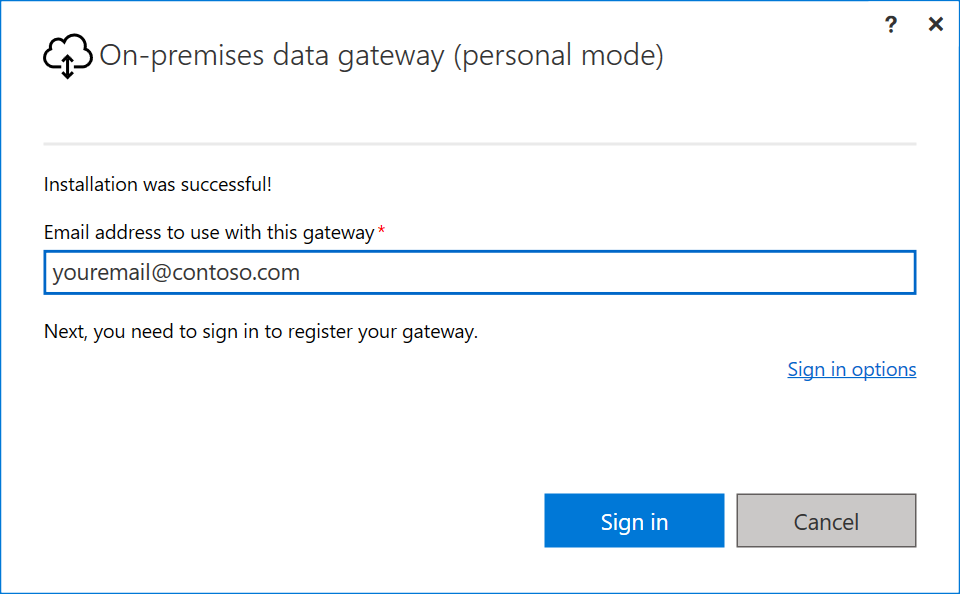 ? ×
On-premises data gateway (personal mode)
Installation was successful!
Email address to use with this gateway*
youremail@contoso.com
Next, you need to sign in to register your gateway.
Sign in options
Sign in Cancel